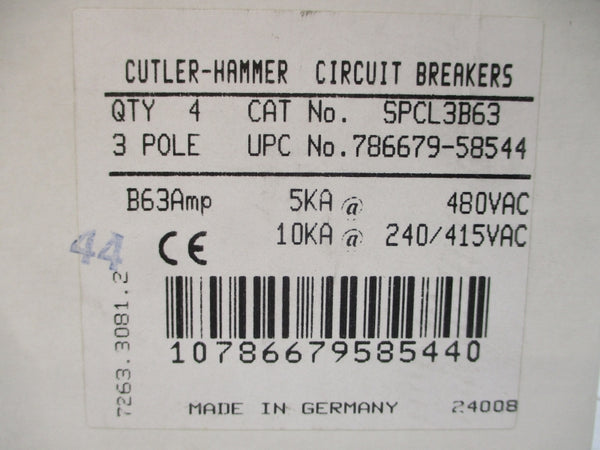 CUTLER-HAMMER CIRCUIT BREAKERS
QTY 4 CAT No. SPCL3B63
3 POLE UPC No.786679-58544
B63Amp 5KA @ 480VAC
10KA @ 240/415VAC
44
CE
7263.3081.2
10786679585440
MADE IN GERMANY 24008